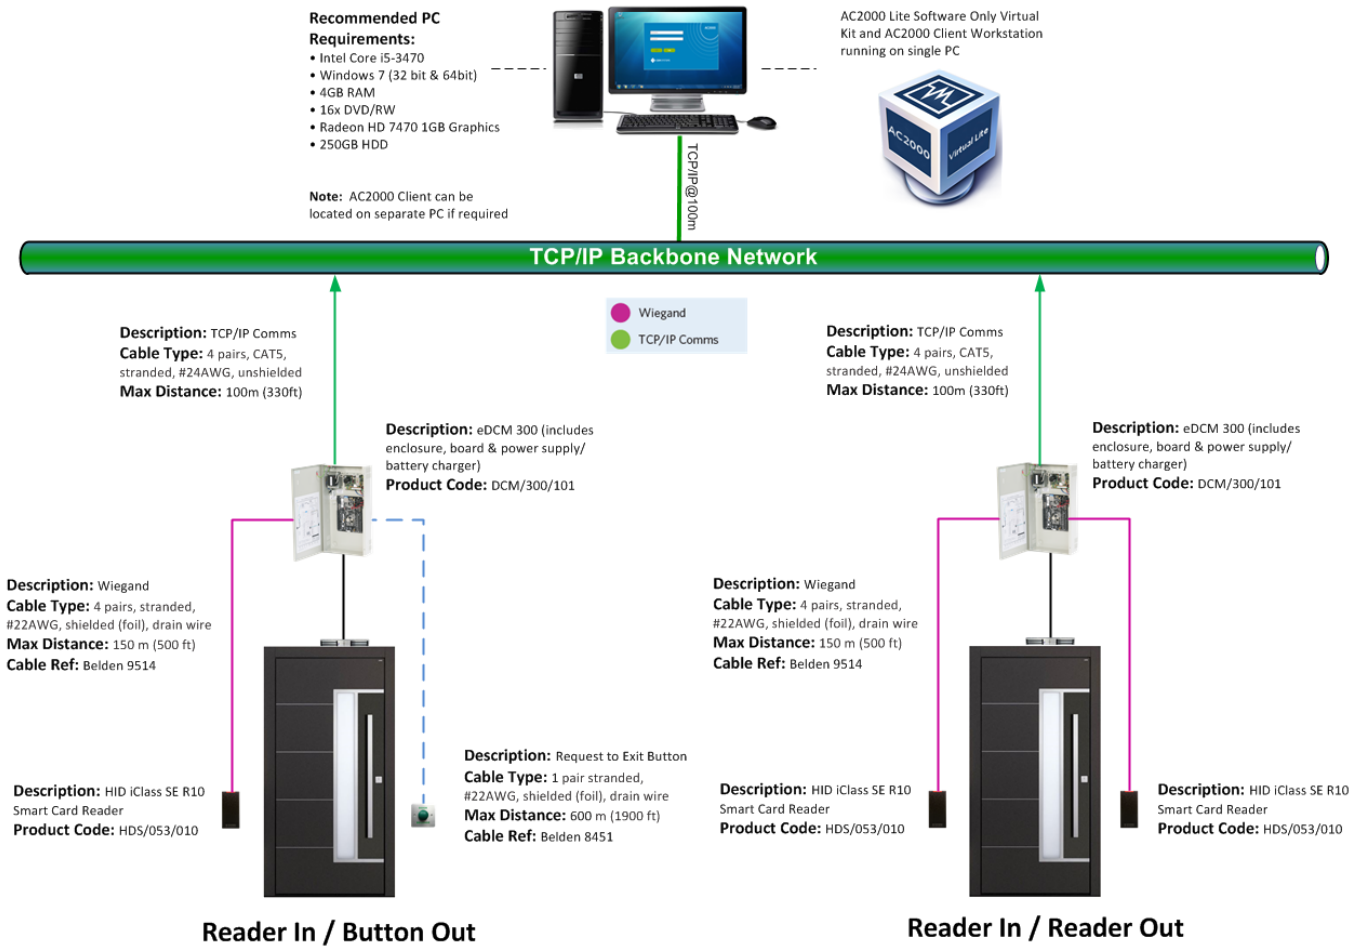 Recommended PC
Requirements:
• Intel Core i5-3470
• Windows 7 (32 bit & 64bit)
• 4GB RAM
• 16x DVD/RW
• Radeon HD 7470 1GB Graphics
• 250GB HDD
Note: AC2000 Client can be
located on separate PC if required
AC2000 Lite Software Only Virtual
Kit and AC2000 Client Workstation
running on single PC
AC2000
Virtual Lite
TCP/IP@100m
TCP/IP Backbone Network
Wiegand
TCP/IP Comms
Description: TCP/IP Comms
Cable Type: 4 pairs, CAT5,
stranded, #24AWG, unshielded
Max Distance: 100m (330ft)
Description: eDCM 300 (includes
enclosure, board & power supply/
battery charger)
Product Code: DCM/300/101
Description: Wiegand
Cable Type: 4 pairs, stranded,
#22AWG, shielded (foil), drain wire
Max Distance: 150 m (500 ft)
Cable Ref: Belden 9514
Description: HID iClass SE R10
Smart Card Reader
Product Code: HDS/053/010
Description: Request to Exit Button
Cable Type: 1 pair stranded,
#22AWG, shielded (foil), drain wire
Max Distance: 600 m (1900 ft)
Cable Ref: Belden 8451
Reader In / Button Out
Description: TCP/IP Comms
Cable Type: 4 pairs, CAT5,
stranded, #24AWG, unshielded
Max Distance: 100m (330ft)
Description: eDCM 300 (includes
enclosure, board & power supply/
battery charger)
Product Code: DCM/300/101
Description: Wiegand
Cable Type: 4 pairs, stranded,
#22AWG, shielded (foil), drain wire
Max Distance: 150 m (500 ft)
Cable Ref: Belden 9514
Description: HID iClass SE R10
Smart Card Reader
Product Code: HDS/053/010
Description: HID iClass SE R10
Smart Card Reader
Product Code: HDS/053/010
Reader In / Reader Out